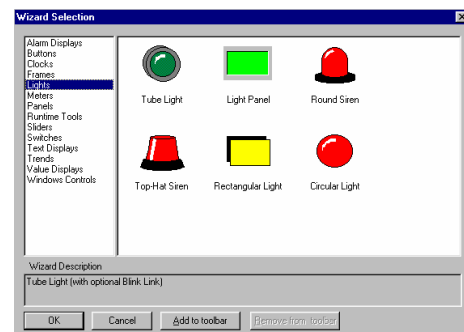 Wizard Selection
Alarm Displays
Buttons
Clocks
Frames
Lights
Meters
Panels
Runtime Tools
Sliders
Switches
Text Displays
Trends
Value Displays
Windows Controls
Tube Light
Light Panel
Round Siren
Top-Hat Siren
Rectangular Light
Circular Light
Wizard Description
Tube Light (with optional Blink Link)
OK
Cancel
Add to toolbar
Remove from toolbar